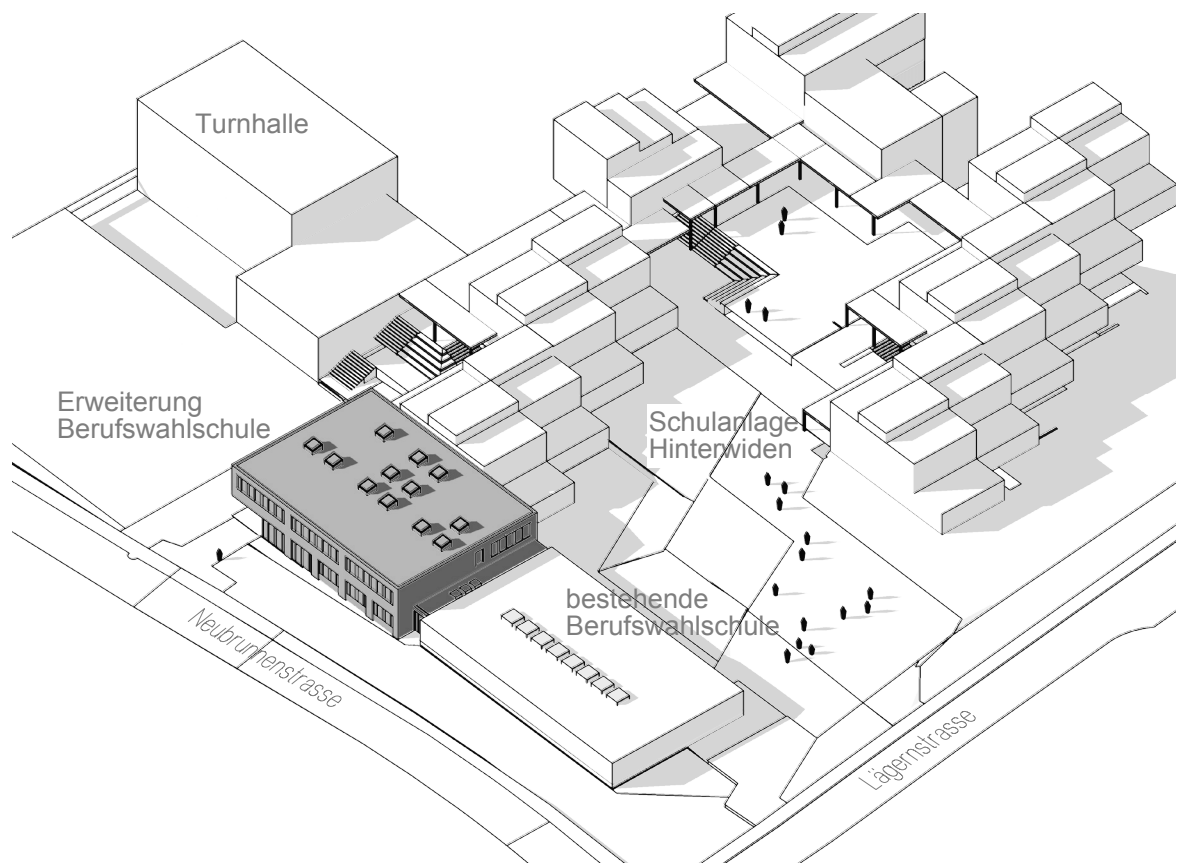 Turnhalle
Erweiterung
Berufswahlschule
Schulanlage
Hinterwiden
bestehende
Berufswahlschule
Neubrunnenstrasse
Lägernstrasse